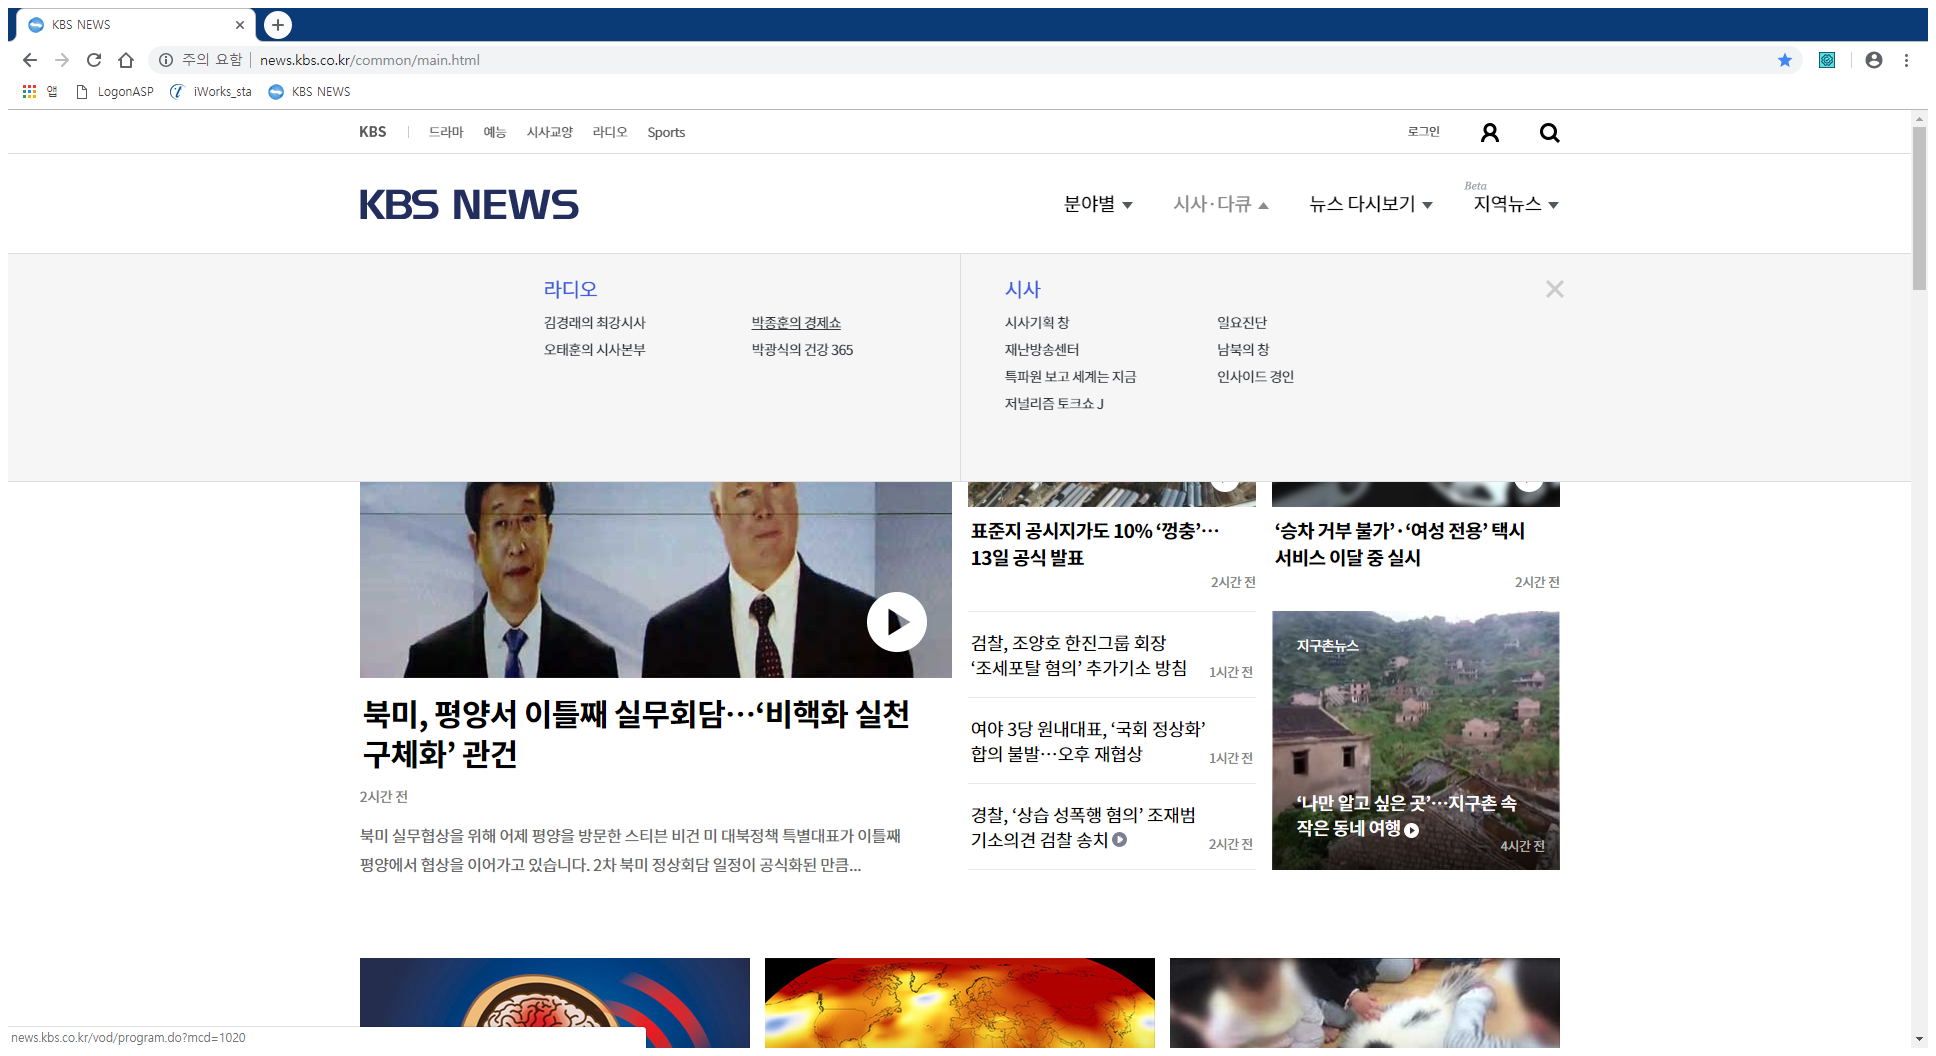 KBS NEWS
주의 요함 | news.kbs.co.kr/common/main.html
앱 LogonASP iWorks_sta KBS NEWS
KBS 드라마 예능 시사교양 라디오 Sports 로그인
KBS NEWS
분야별 시사·다큐 뉴스 다시보기 Beta 지역뉴스
라디오
김경래의 최강시사 박종훈의 경제쇼
오태훈의 시사본부 박광식의 건강 365
시사
시사기획 창 일요진단
재난방송센터 남북의 창
특파원 보고 세계는 지금 인사이드 경인
저널리즘 토크쇼 J
북미, 평양서 이틀째 실무회담…‘비핵화 실천
구체화’ 관건
2시간 전
북미 실무협상을 위해 어제 평양을 방문한 스티븐 비건 미 대북정책 특별대표가 이틀째
평양에서 협상을 이어가고 있습니다. 2차 북미 정상회담 일정이 공식화된 만큼...
표준지 공시지가도 10% ‘껑충’…
13일 공식 발표
2시간 전
‘승차 거부 불가’·‘여성 전용’ 택시
서비스 이달 중 실시
2시간 전
검찰, 조양호 한진그룹 회장
‘조세포탈 혐의’ 추가기소 방침
1시간 전
여야 3당 원내대표, ‘국회 정상화’
합의 불발…오후 재협상
1시간 전
경찰, ‘상습 성폭행 혐의’ 조재범
기소의견 검찰 송치
2시간 전
지구촌뉴스
‘나만 알고 싶은 곳’…지구촌 속
작은 동네 여행
4시간 전
news.kbs.co.kr/vod/program.do?mcd=1020